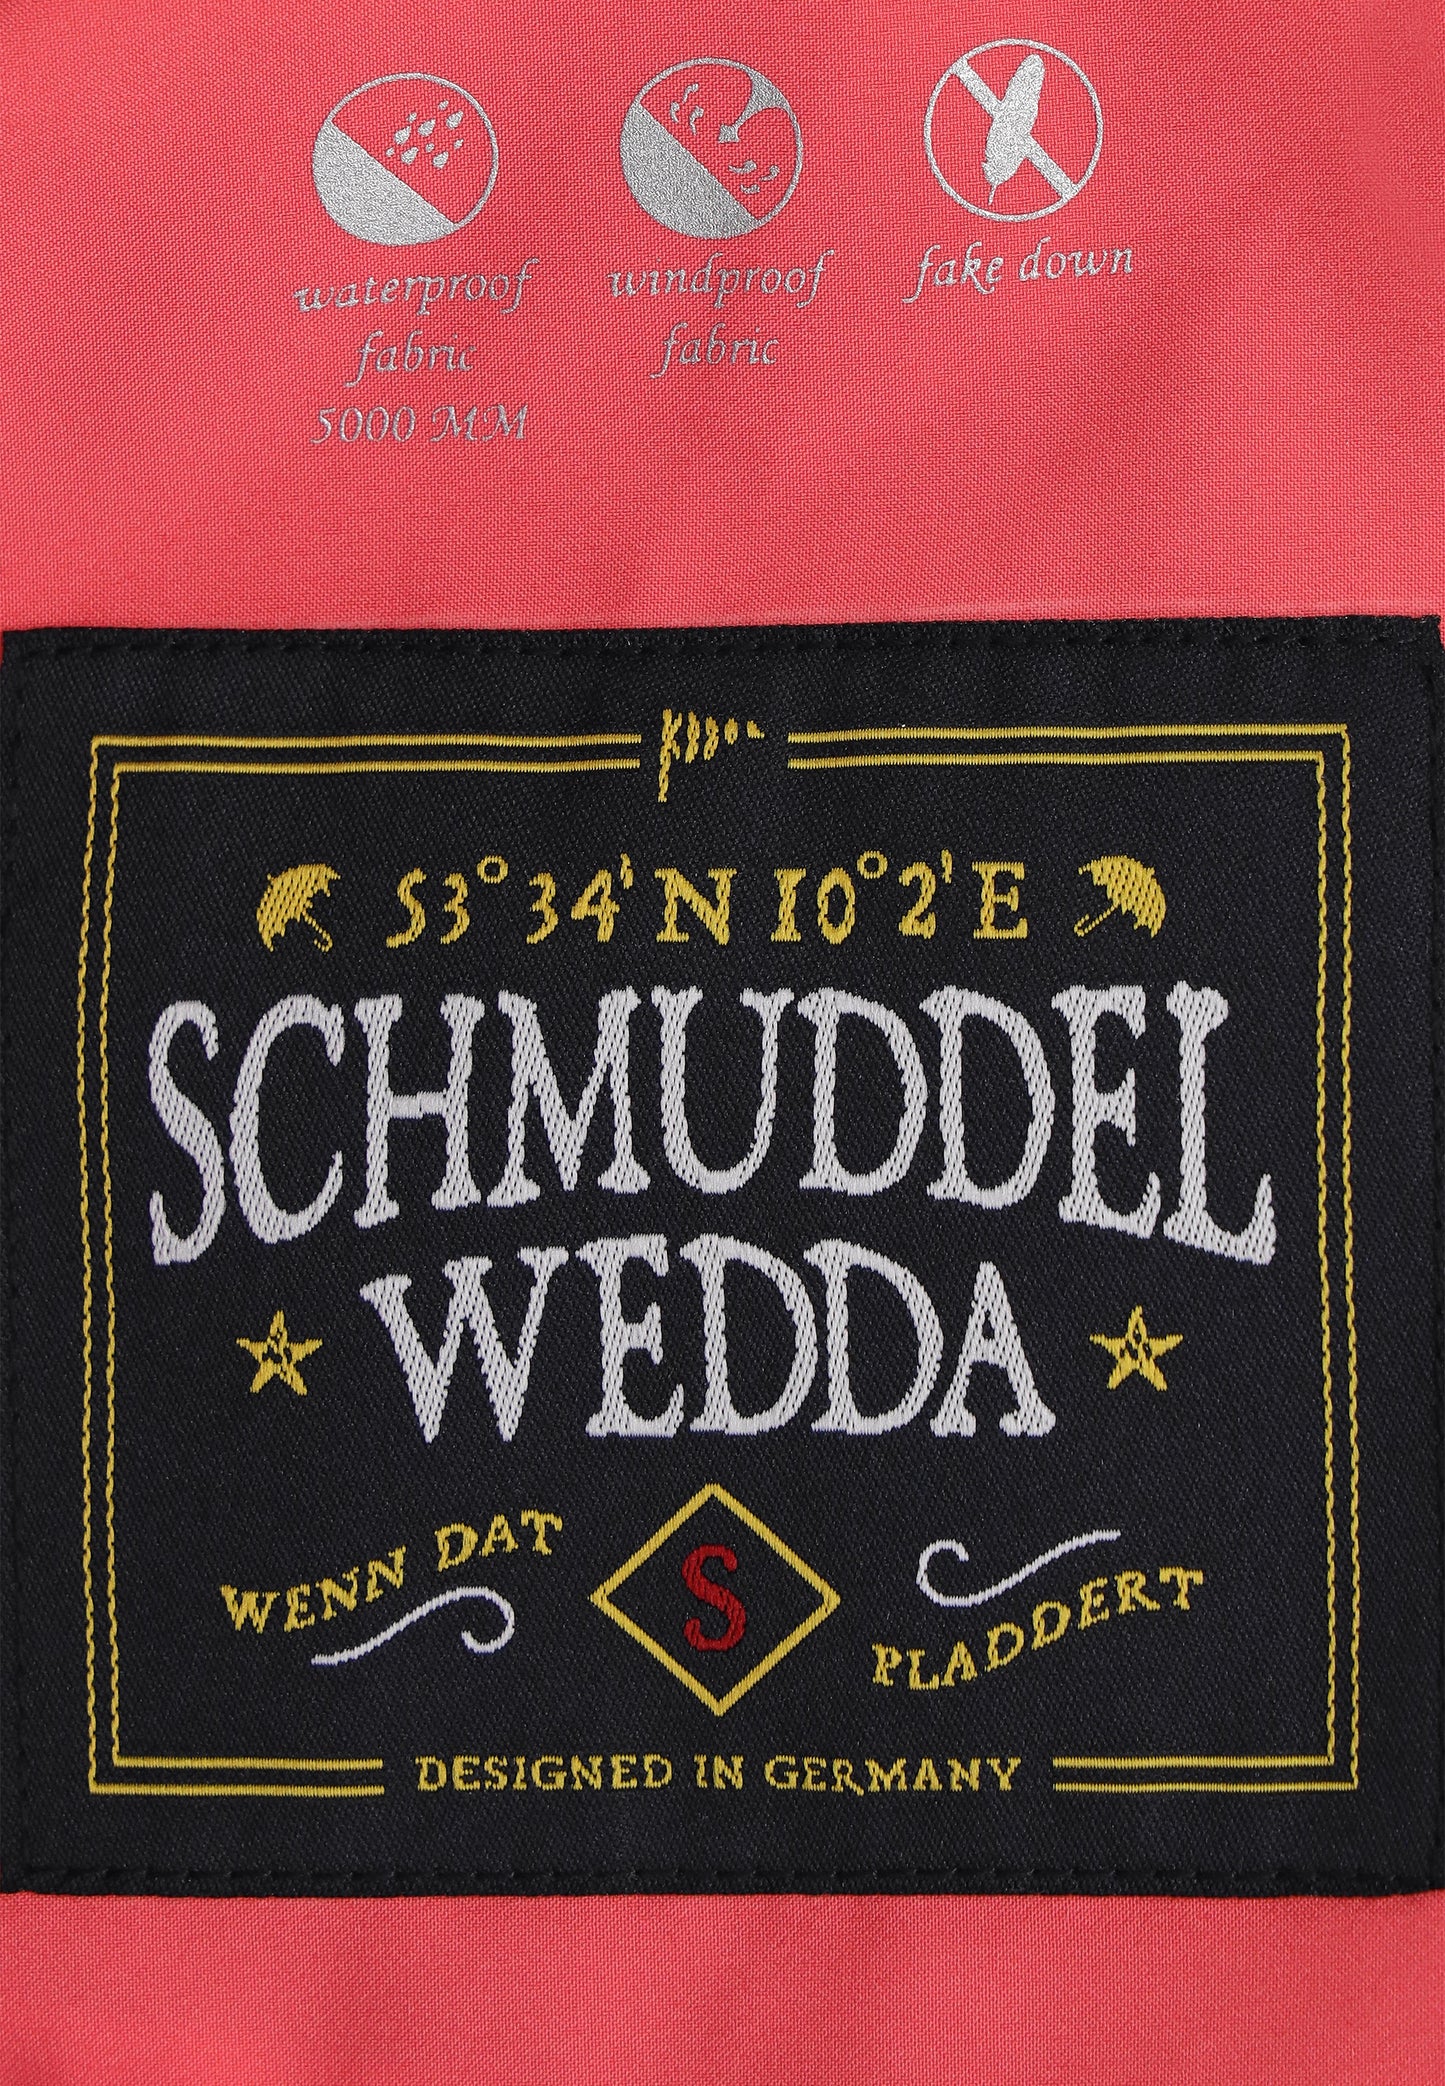 waterproof
fabric
5000 MM
windproof
fabric
fake down
53° 34' N 10° 2' E
SCHMUDDEL
WEDDA
WENN DAT
S
PLADDERT
DESIGNED IN GERMANY